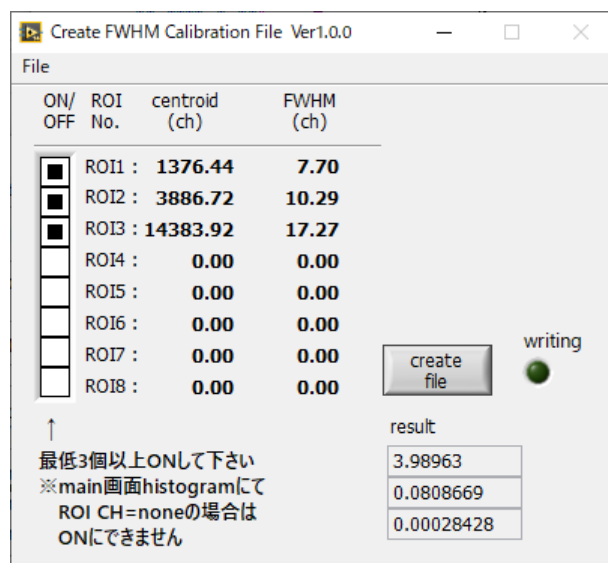 Create FWHM Calibration File Ver1.0.0
File
ON/ ROI centroid FWHM
OFF No. (ch) (ch)
ROI1 : 1376.44 7.70
ROI2 : 3886.72 10.29
ROI3 : 14383.92 17.27
ROI4 : 0.00 0.00
ROI5 : 0.00 0.00
ROI6 : 0.00 0.00
ROI7 : 0.00 0.00
ROI8 : 0.00 0.00
writing
create
file
↑
最低3個以上ONして下さい
※main画面histogramにて
ROI CH=noneの場合は
ONにできません
result
3.98963
0.0808669
0.00028428